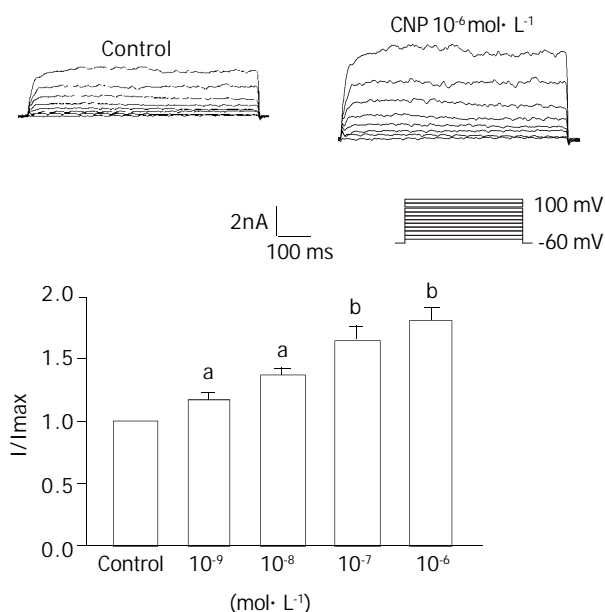 Control
CNP 10⁻⁶mol· L⁻¹
2nA
100 ms
100 mV
-60 mV
I/Imax
2.0
1.5
1.0
0.5
0.0
a
a
b
b
Control 10⁻⁹ 10⁻⁸ 10⁻⁷ 10⁻⁶
(mol· L⁻¹)